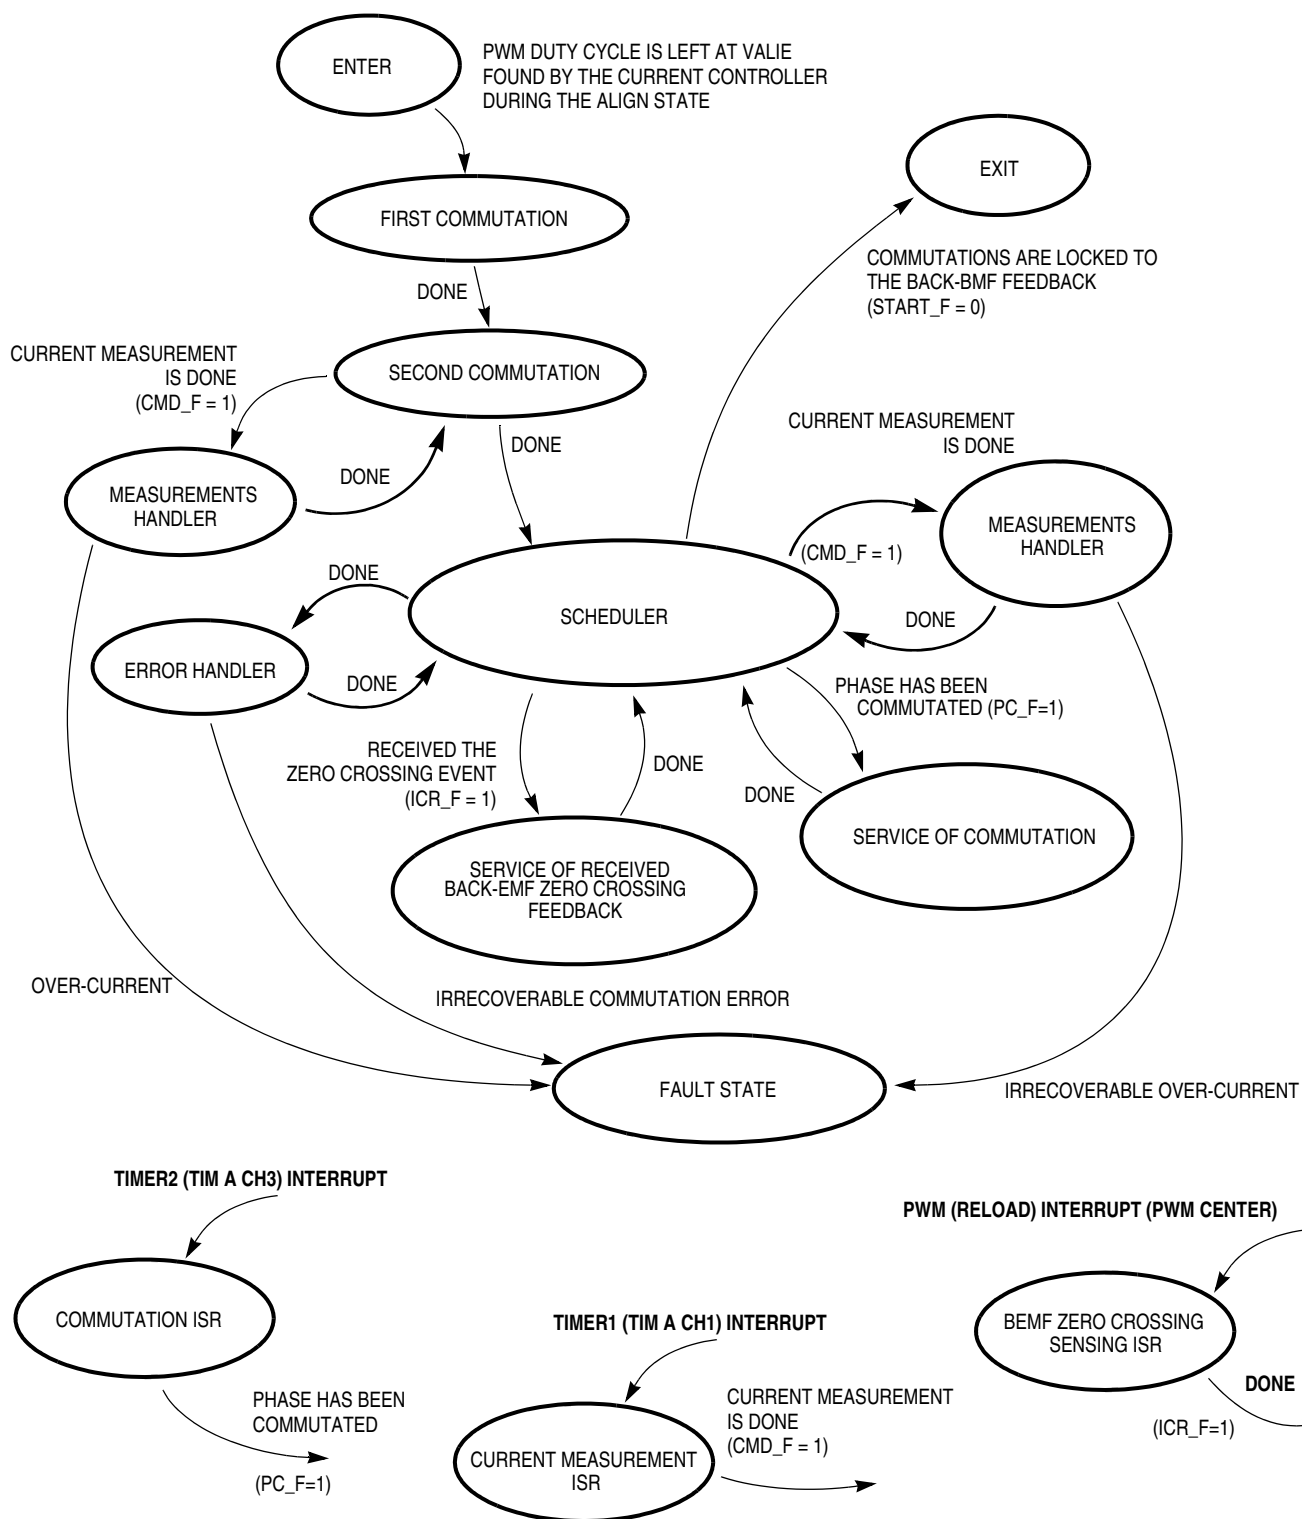 ENTER
PWM DUTY CYCLE IS LEFT AT VALIE
FOUND BY THE CURRENT CONTROLLER
DURING THE ALIGN STATE
EXIT
FIRST COMMUTATION
COMMUTATIONS ARE LOCKED TO
THE BACK-BMF FEEDBACK
(START_F = 0)
DONE
CURRENT MEASUREMENT
IS DONE
(CMD_F = 1)
SECOND COMMUTATION
CURRENT MEASUREMENT
IS DONE
DONE
DONE
MEASUREMENTS
HANDLER
MEASUREMENTS
HANDLER
(CMD_F = 1)
DONE
SCHEDULER
DONE
ERROR HANDLER
DONE
PHASE HAS BEEN
COMMUTATED (PC_F=1)
RECEIVED THE
ZERO CROSSING EVENT
(ICR_F = 1)
DONE
DONE
SERVICE OF COMMUTATION
SERVICE OF RECEIVED
BACK-EMF ZERO CROSSING
FEEDBACK
OVER-CURRENT
IRRECOVERABLE COMMUTATION ERROR
FAULT STATE
IRRECOVERABLE OVER-CURRENT
TIMER2 (TIM A CH3) INTERRUPT
PWM (RELOAD) INTERRUPT (PWM CENTER)
COMMUTATION ISR
TIMER1 (TIM A CH1) INTERRUPT
BEMF ZERO CROSSING
SENSING ISR
PHASE HAS BEEN
COMMUTATED
(PC_F=1)
CURRENT MEASUREMENT
IS DONE
(CMD_F = 1)
DONE
(ICR_F=1)
CURRENT MEASUREMENT
ISR